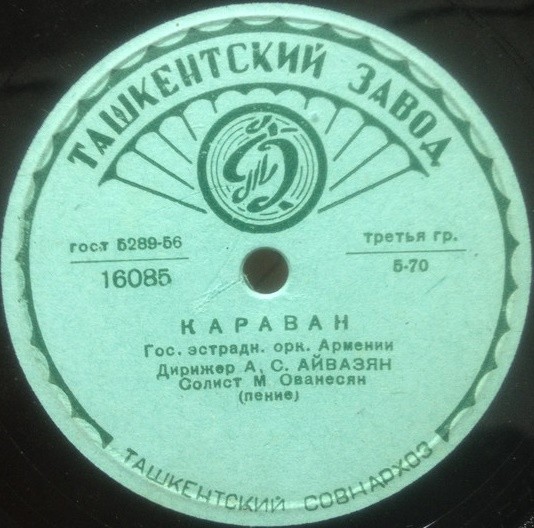 ТАШКЕНТСКИЙ ЗАВОД
гост 5289-56
третья гр.
16085
5-70
КАРАВАН
Гос. эстрадн. орк. Армении
Дирижер А. С. АЙВАЗЯН
Солист М. Ованесян
(пение)
ТАШКЕНТСКИЙ СОВНАРХОЗ